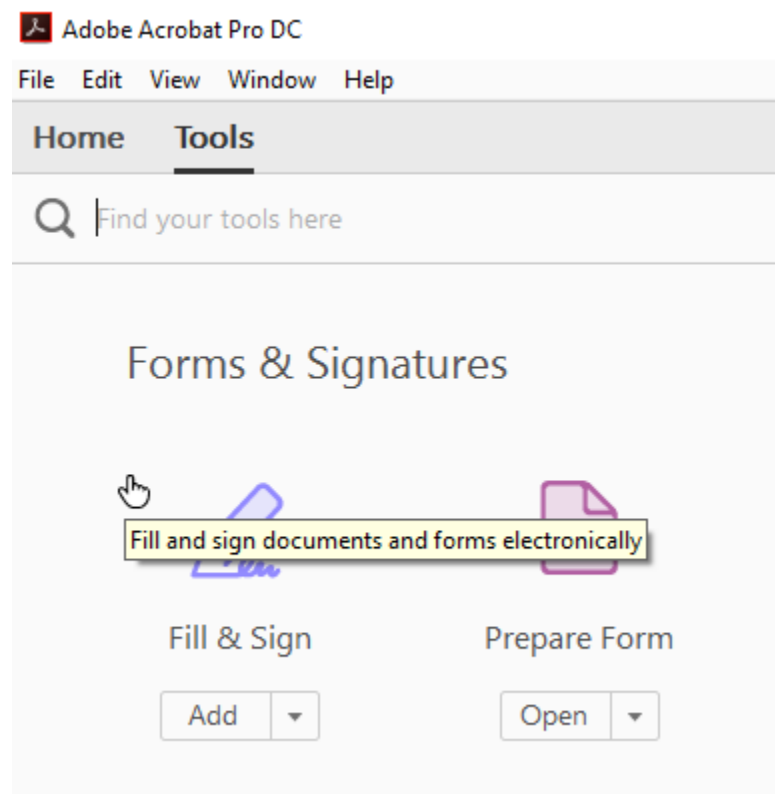 Adobe Acrobat Pro DC
File Edit View Window Help
Home Tools
Find your tools here
Forms & Signatures
Fill and sign documents and forms electronically
Fill & Sign Prepare Form
Add Open